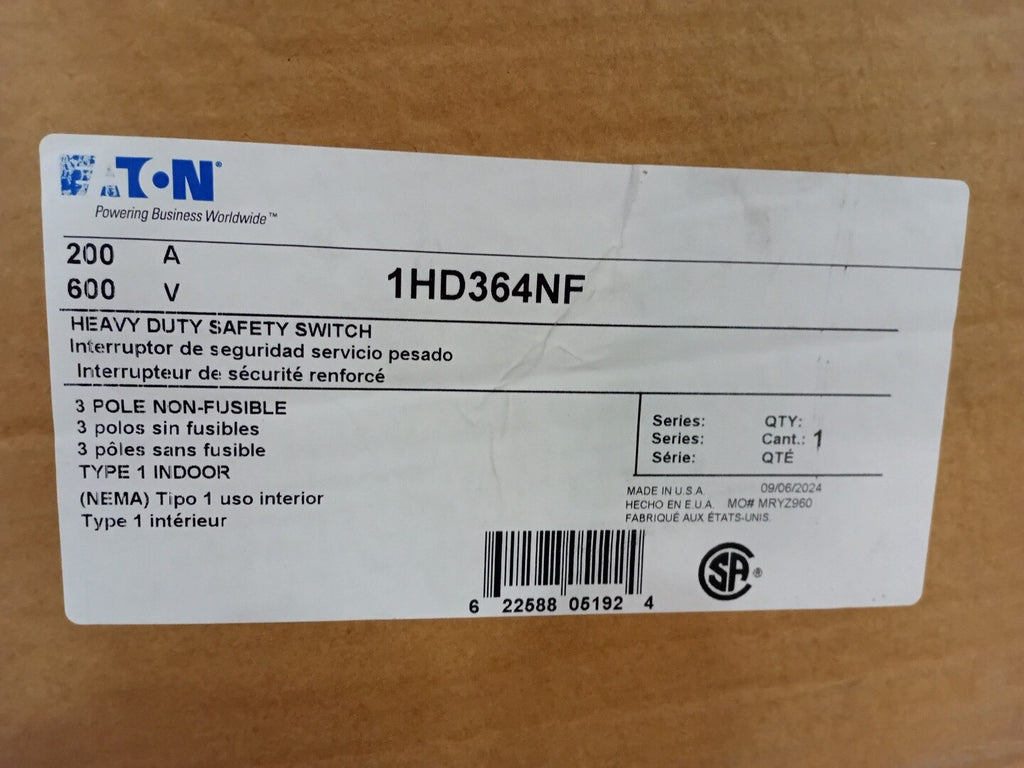 EATON®
Powering Business Worldwide™
200 A
600 V
1HD364NF
HEAVY DUTY SAFETY SWITCH
Interruptor de seguridad servicio pesado
Interrupteur de sécurité renforcé
3 POLE NON-FUSIBLE
3 polos sin fusibles
3 pôles sans fusible
TYPE 1 INDOOR
(NEMA) Tipo 1 uso interior
Type 1 intérieur
Series: QTY:
Series: Cant.: 1
Série: QTÉ
MADE IN U.S.A. 09/06/2024
HECHO EN E.U.A. MO# MRYZ960
FABRIQUÉ AUX ÉTATS-UNIS.
6 22588 05192 4
SA®